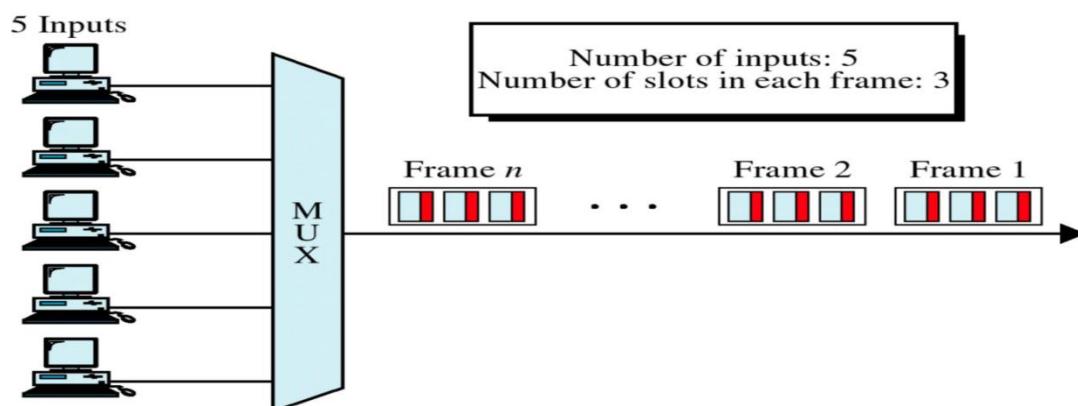 5 Inputs
Number of inputs: 5
Number of slots in each frame: 3
Frame n
• • •
Frame 2
Frame 1
M
U
X